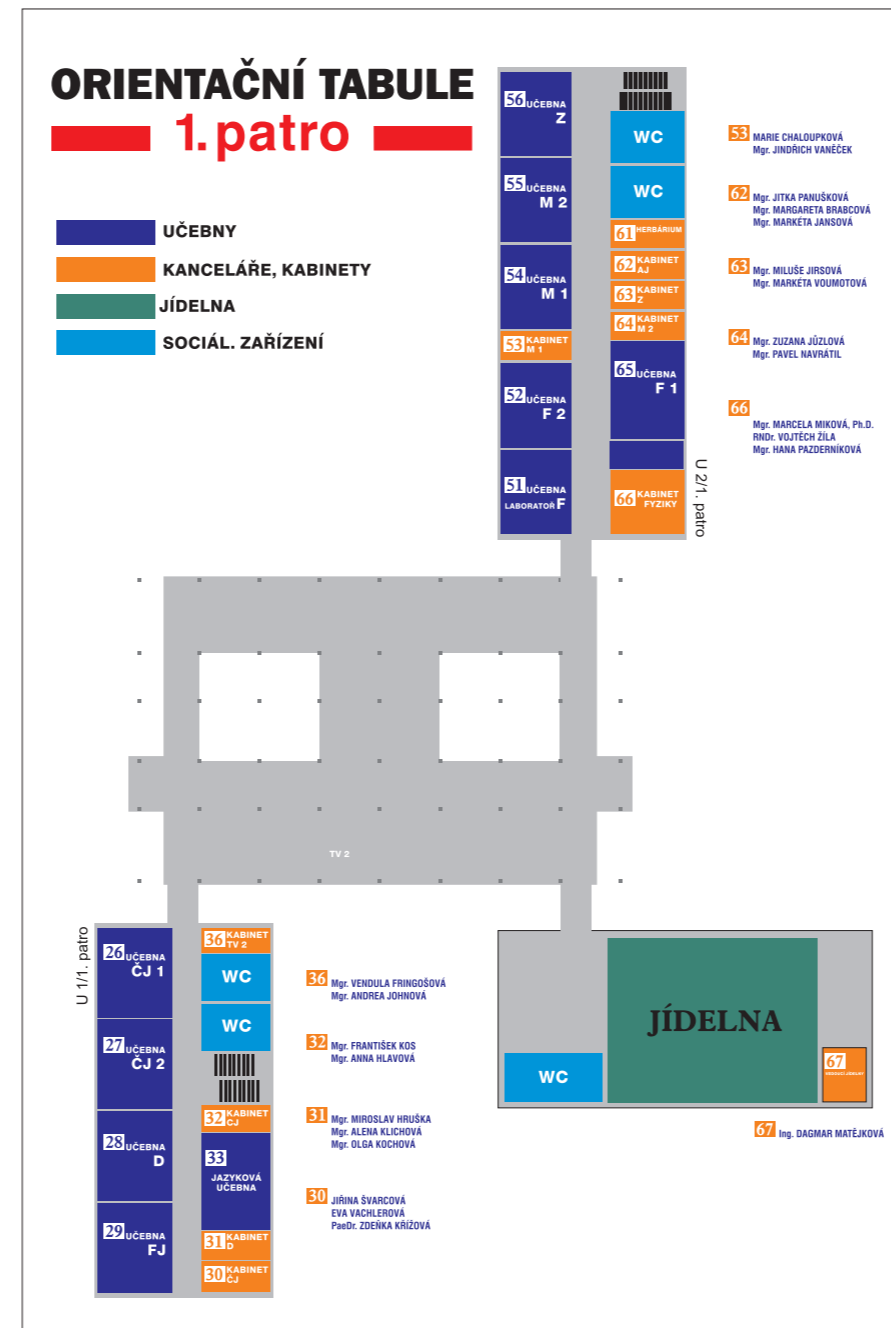 ORIENTAČNÍ TABULE
1.patro
UČEBNY
KANCELÁŘE, KABINETY
JÍDELNA
SOCIÁL. ZAŘÍZENÍ
56 UČEBNA
Z
55 UČEBNA
M 2
54 UČEBNA
M 1
53 KABINET
M 1
52 UČEBNA
F 2
51 UČEBNA
LABORATOŘ F
WC
WC
61 HERBÁRIUM
62 KABINET
AJ
63 KABINET
Z
64 KABINET
M 2
65 UČEBNA
F 1
66 KABINET
FYZIKY
U 2/1. patro
53 MARIE CHALOUPKOVÁ
Mgr. JINDŘICH VANĚČEK
62 Mgr. JITKA PANUŠKOVÁ
Mgr. MARGARETA BRABCOVÁ
Mgr. MARKÉTA JANSOVÁ
63 Mgr. MILUŠE JIRSOVÁ
Mgr. MARKÉTA VOUMOTOVÁ
64 Mgr. ZUZANA JŮZLOVÁ
Mgr. PAVEL NAVRÁTIL
66
Mgr. MARCELA MIKOVÁ, Ph.D.
RNDr. VOJTĚCH ŽÍLA
Mgr. HANA PAZDERNÍKOVÁ
TV 2
U 1/1. patro
26 UČEBNA
ČJ 1
27 UČEBNA
ČJ 2
28 UČEBNA
D
29 UČEBNA
FJ
36 KABINET
TV 2
WC
WC
32 KABINET
CJ
33
JAZYKOVÁ
UČEBNA
31 KABINET
D
30 KABINET
ČJ
36 Mgr. VENDULA FRINGOŠOVÁ
Mgr. ANDREA JOHNOVÁ
32 Mgr. FRANTIŠEK KOS
Mgr. ANNA HLAVOVÁ
31 Mgr. MIROSLAV HRUŠKA
Mgr. ALENA KLICHOVÁ
Mgr. OLGA KOCHOVÁ
30 JIŘINA ŠVARCOVÁ
EVA VACHLEROVÁ
PaeDr. ZDEŇKA KŘÍŽOVÁ
JÍDELNA
WC
67
VEDOUCÍ JÍDELNY
67 Ing. DAGMAR MATĚJKOVÁ